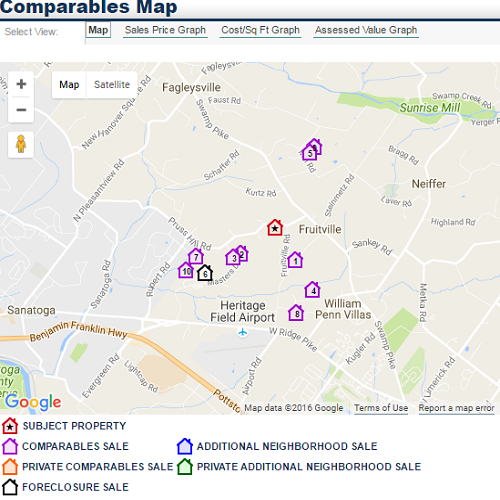 Comparables Map
Select View: Map Sales Price Graph Cost/Sq Ft Graph Assessed Value Graph
+
−
Map Satellite
Fagleysville
Fagleysville Rd
Swamp Creek Rd
Sunrise Mill
Yerger Rd
New Hanover Square Rd
Faust Rd
Swamp Pike
Bragg Rd
5
Schaffer Rd
Kurtz Rd
Steinmetz Rd
Neiffer
Laver Rd
N Pleasantview Rd
Highland Rd
Pruss Hill Rd
Fruitville Rd
Fruitville
Sankey Rd
7
3
2
1
10
6
Masters Rd
Rupert Rd
Sanatoga Rd
4
Metka Rd
Sanatoga
Heritage
Field Airport
8
William
Penn Villas
Benjamin Franklin Hwy
W Ridge Pike
Swamp Pike
Kugler Rd
Evergreen Rd
Lightcap Rd
Airport Rd
Limerick Rd
Google
Map data ©2016 Google Terms of Use Report a map error
SUBJECT PROPERTY
COMPARABLES SALE
ADDITIONAL NEIGHBORHOOD SALE
PRIVATE COMPARABLES SALE
PRIVATE ADDITIONAL NEIGHBORHOOD SALE
FORECLOSURE SALE